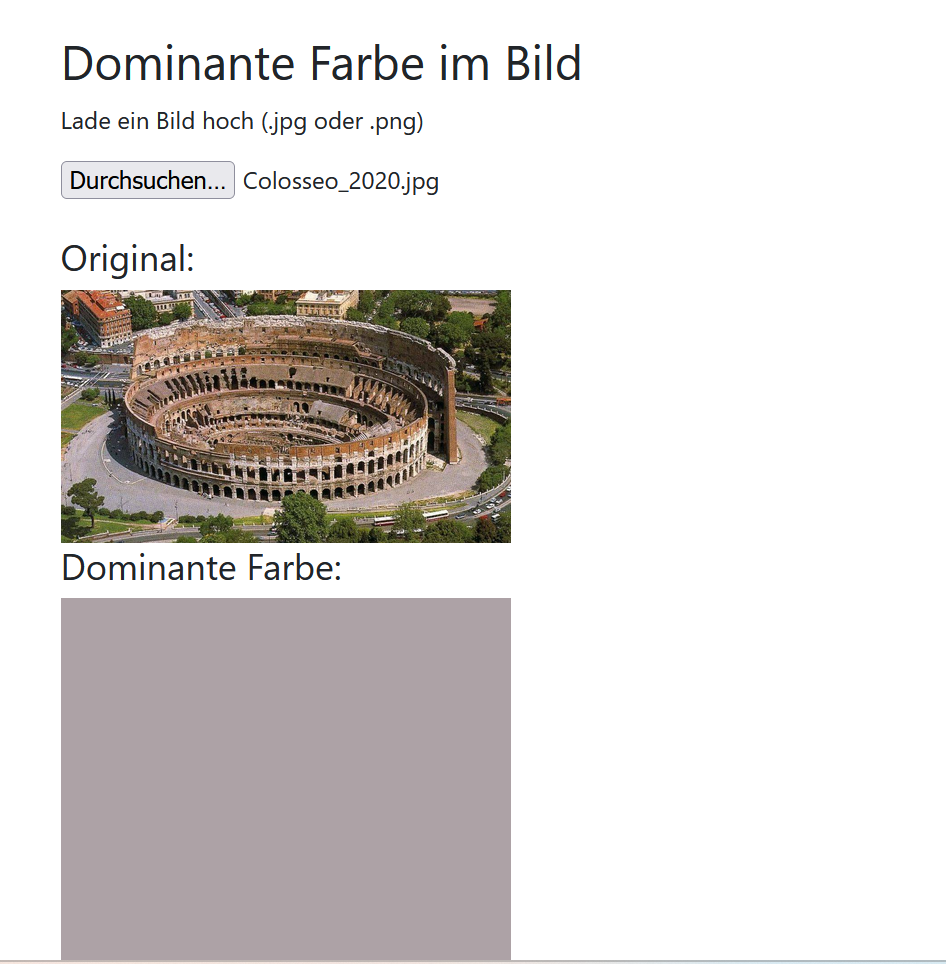 Dominante Farbe im Bild
Lade ein Bild hoch (.jpg oder .png)
Durchsuchen… Colosseo_2020.jpg
Original:
Dominante Farbe: